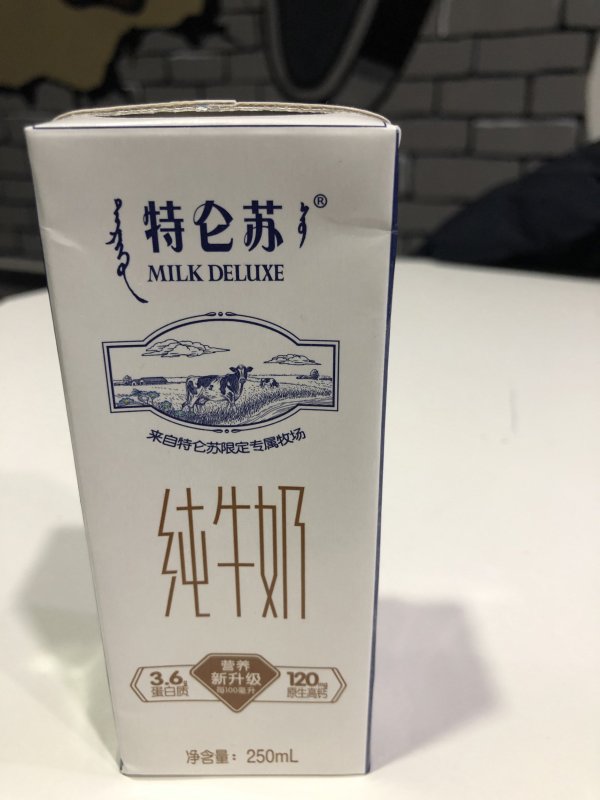 特仑苏®
MILK DELUXE
来自特仑苏限定专属牧场
纯牛奶
营养
3.6g 新升级 120mg
蛋白质 每100毫升 原生高钙
净含量：250mL